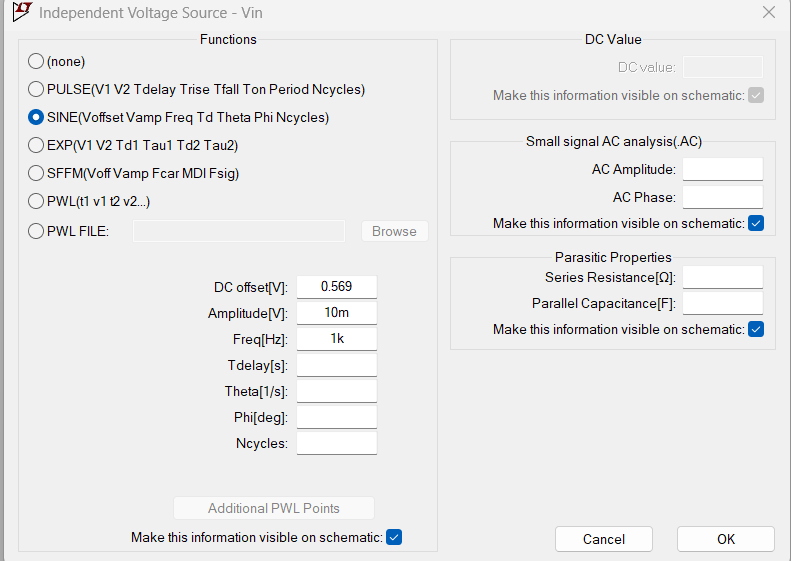 Independent Voltage Source - Vin
Functions
(none)
PULSE(V1 V2 Tdelay Trise Tfall Ton Period Ncycles)
SINE(Voffset Vamp Freq Td Theta Phi Ncycles)
EXP(V1 V2 Td1 Tau1 Td2 Tau2)
SFFM(Voff Vamp Fcar MDI Fsig)
PWL(t1 v1 t2 v2...)
PWL FILE:
Browse
DC offset[V]: 0.569
Amplitude[V]: 10m
Freq[Hz]: 1k
Tdelay[s]:
Theta[1/s]:
Phi[deg]:
Ncycles:
Additional PWL Points
Make this information visible on schematic:
DC Value
DC value:
Make this information visible on schematic:
Small signal AC analysis(.AC)
AC Amplitude:
AC Phase:
Make this information visible on schematic:
Parasitic Properties
Series Resistance[Ω]:
Parallel Capacitance[F]:
Make this information visible on schematic:
Cancel
OK